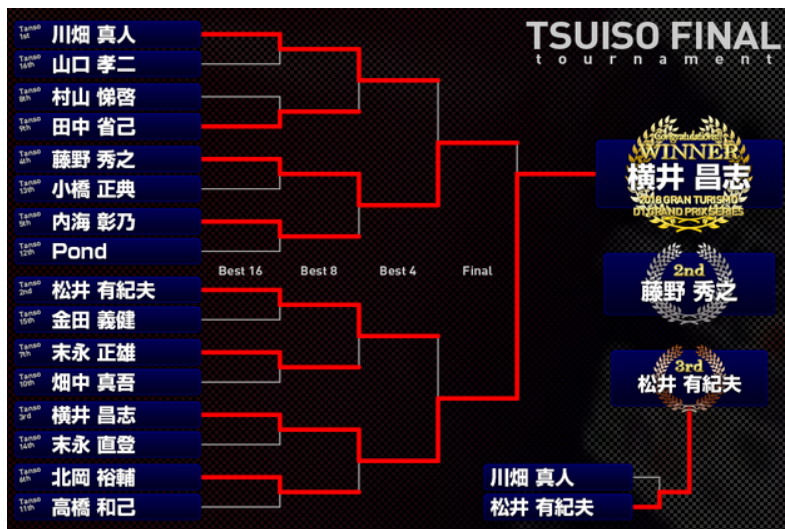 TSUISO FINAL
tournament
Tanso 1st 川畑 真人
Tanso 16th 山口 孝二
Tanso 8th 村山 悌啓
Tanso 9th 田中 省己
Tanso 4th 藤野 秀之
Tanso 13th 小橋 正典
Tanso 5th 内海 彰乃
Tanso 12th Pond
Best 16
Best 8
Best 4
Final
Tanso 2nd 松井 有紀夫
Tanso 15th 金田 義健
Tanso 7th 末永 正雄
Tanso 10th 畑中 真吾
Tanso 3rd 横井 昌志
Tanso 14th 末永 直登
Tanso 6th 北岡 裕輔
Tanso 11th 高橋 和己
Congratulations!
WINNER
横井 昌志
2018 GRAN TURISMO
D1 GRAND PRIX SERIES
2nd
藤野 秀之
3rd
松井 有紀夫
川畑 真人
松井 有紀夫